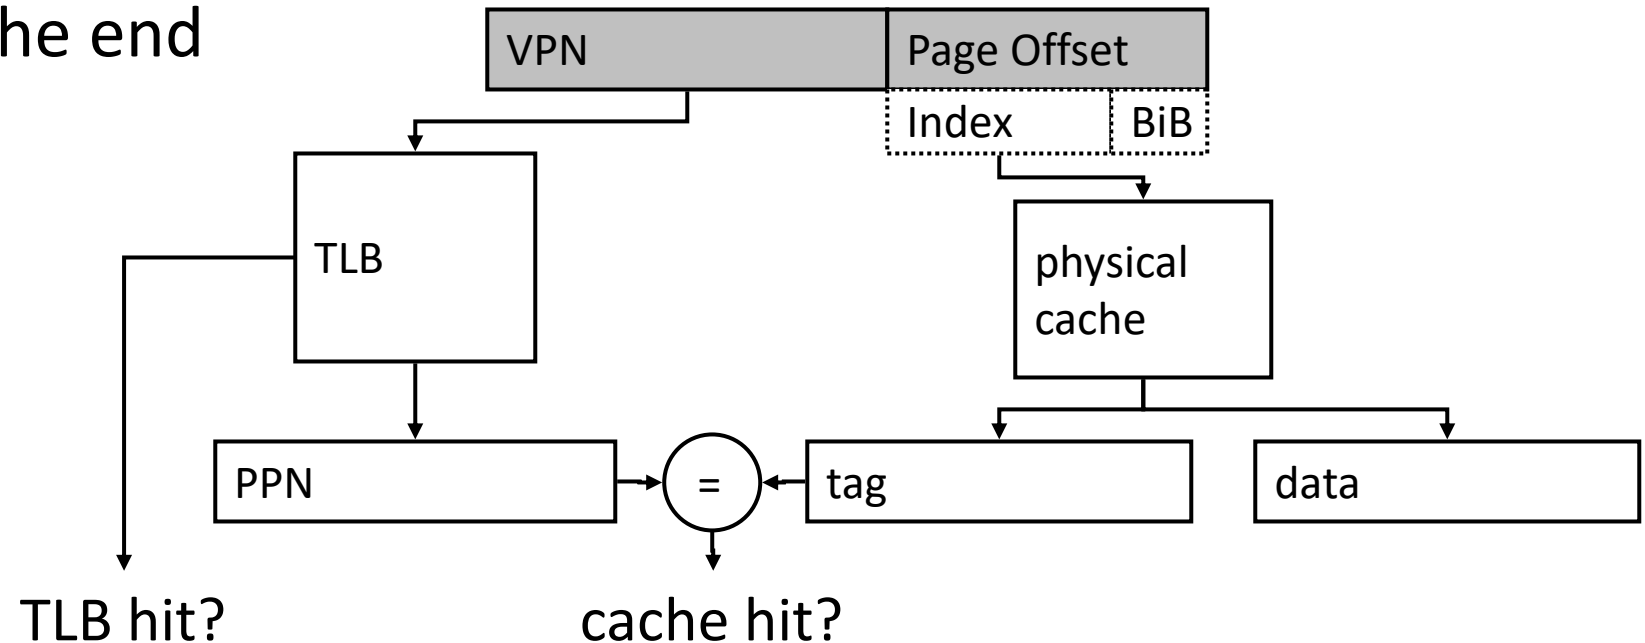 he end
VPN
Page Offset
Index
BiB
TLB
physical
cache
PPN
=
tag
data
TLB hit?
cache hit?